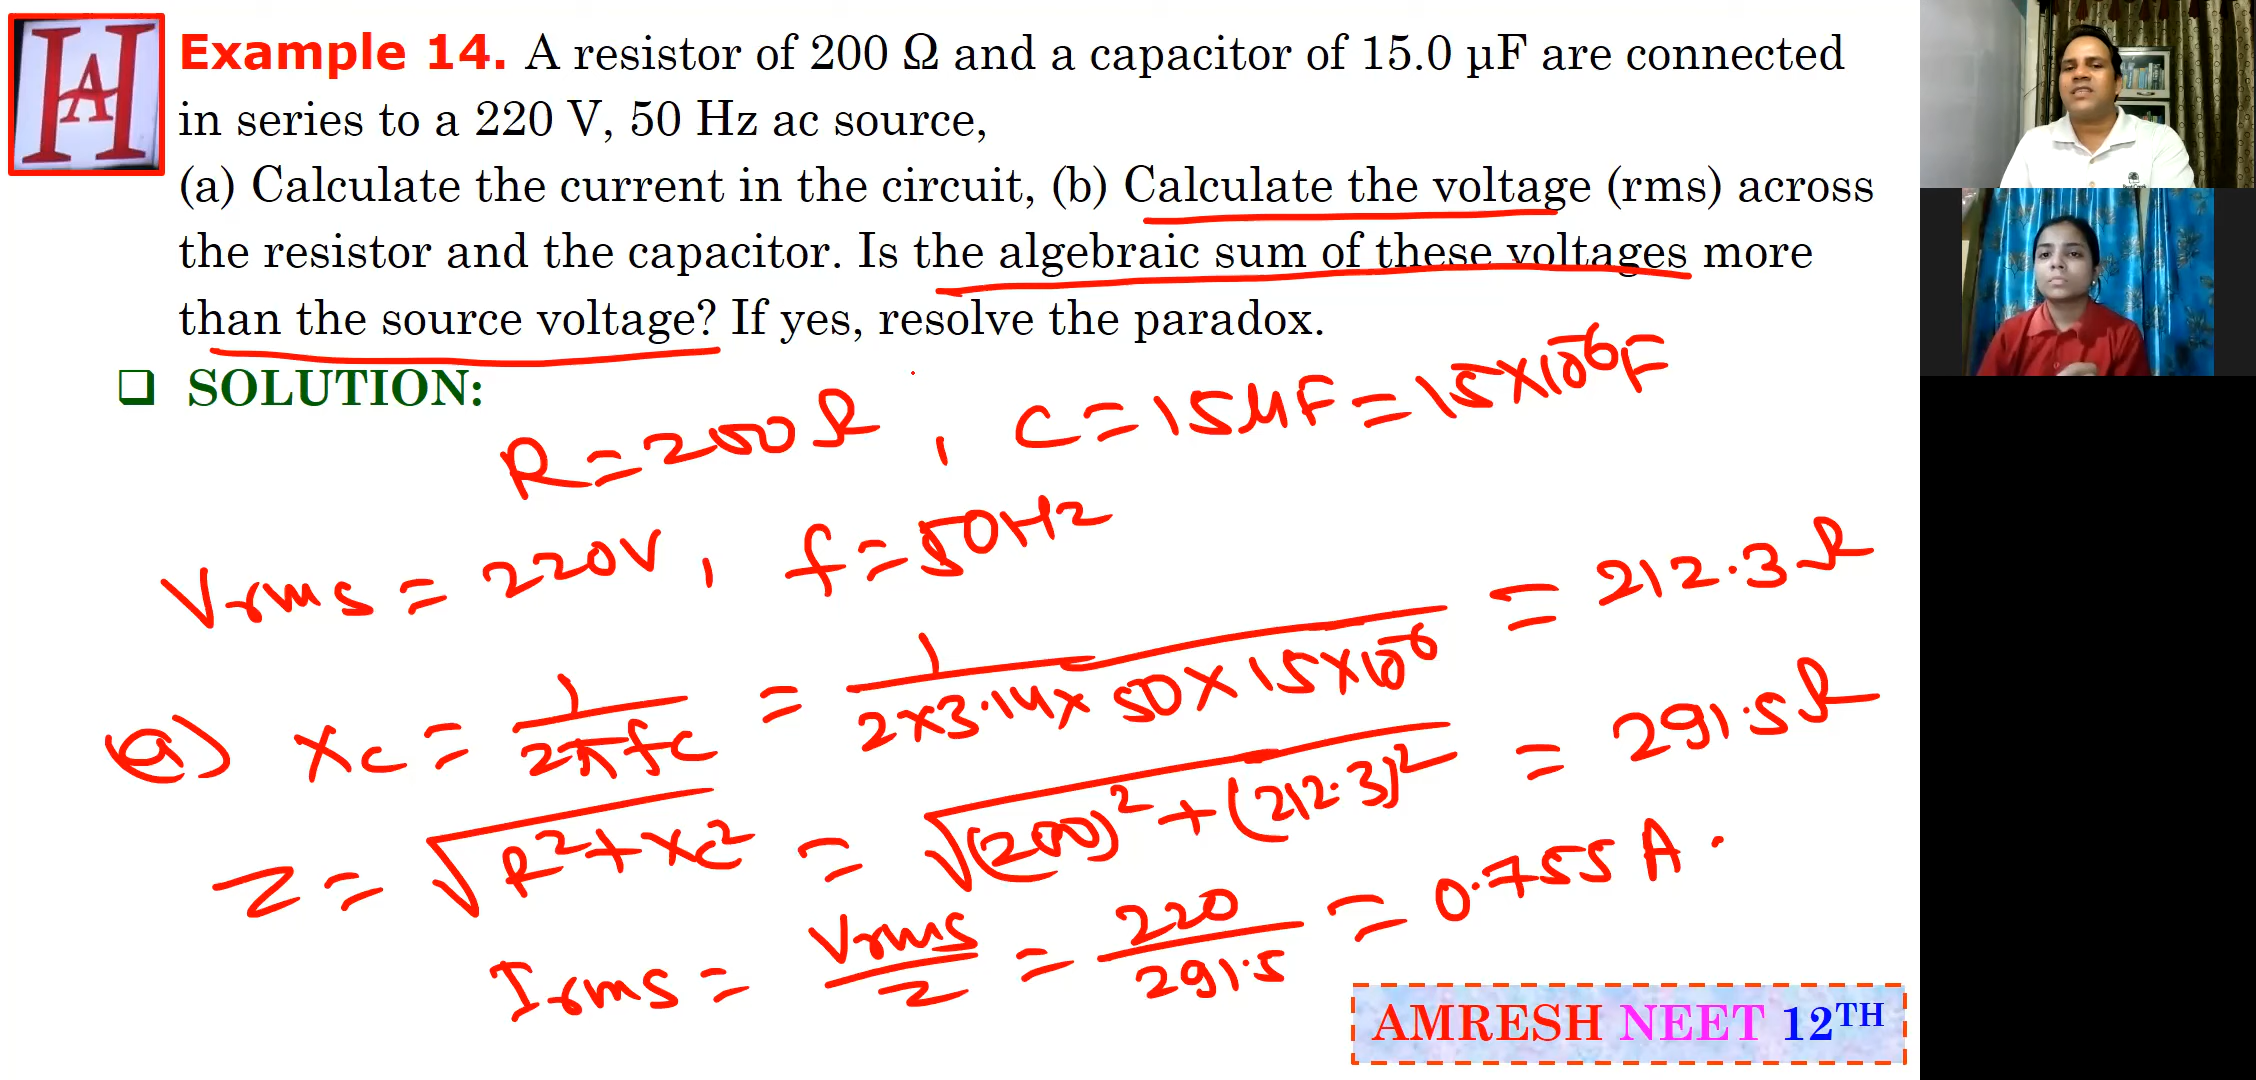 HA
Example 14. A resistor of 200 Ω and a capacitor of 15.0 μF are connected
in series to a 220 V, 50 Hz ac source,
(a) Calculate the current in the circuit, (b) Calculate the voltage (rms) across
the resistor and the capacitor. Is the algebraic sum of these voltages more
than the source voltage? If yes, resolve the paradox.
❑ SOLUTION:
R = 200 Ω , C = 15 μF = 15 × 10⁻⁶ F
Vrms = 220V , f = 50Hz
(a) Xc = 1/2πfC = 1/2×3.14×50×15×10⁻⁶ = 212.3 Ω
Z = √R²+Xc² = √(200)²+(212.3)² = 291.5 Ω
Irms = Vrms/Z = 220/291.5 = 0.755 A.
AMRESH NEET 12TH